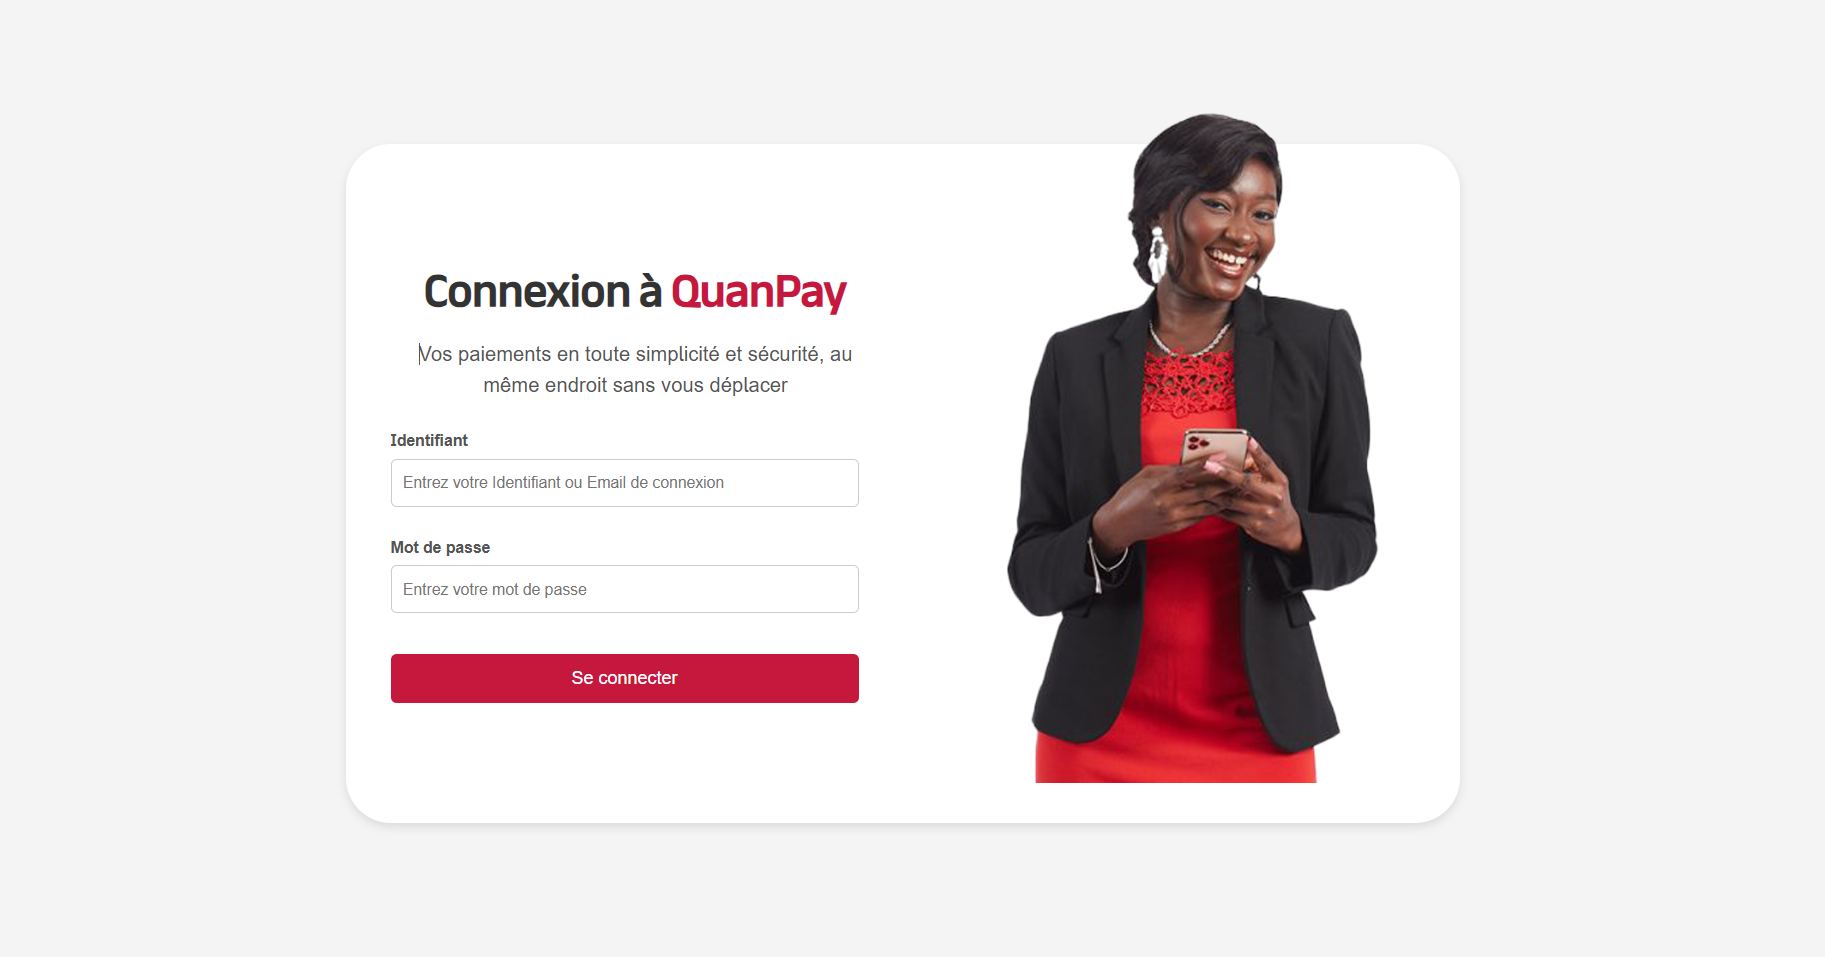 Connexion à QuanPay
Vos paiements en toute simplicité et sécurité, au
même endroit sans vous déplacer
Identifiant
Entrez votre Identifiant ou Email de connexion
Mot de passe
Entrez votre mot de passe
Se connecter